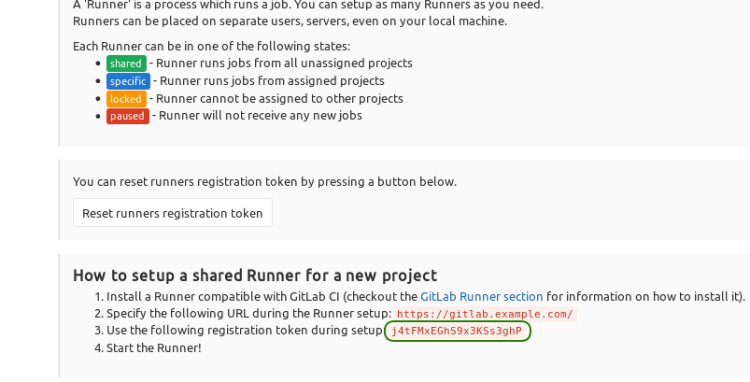 A 'Runner' is a process which runs a job. You can setup as many Runners as you need.
Runners can be placed on separate users, servers, even on your local machine.
Each Runner can be in one of the following states:
• shared - Runner runs jobs from all unassigned projects
• specific - Runner runs jobs from assigned projects
• locked - Runner cannot be assigned to other projects
• paused - Runner will not receive any new jobs
You can reset runners registration token by pressing a button below.
Reset runners registration token
How to setup a shared Runner for a new project
1. Install a Runner compatible with GitLab CI (checkout the GitLab Runner section for information on how to install it).
2. Specify the following URL during the Runner setup: https://gitlab.example.com/
3. Use the following registration token during setup j4tFMxEGhS9x3KSs3ghP
4. Start the Runner!